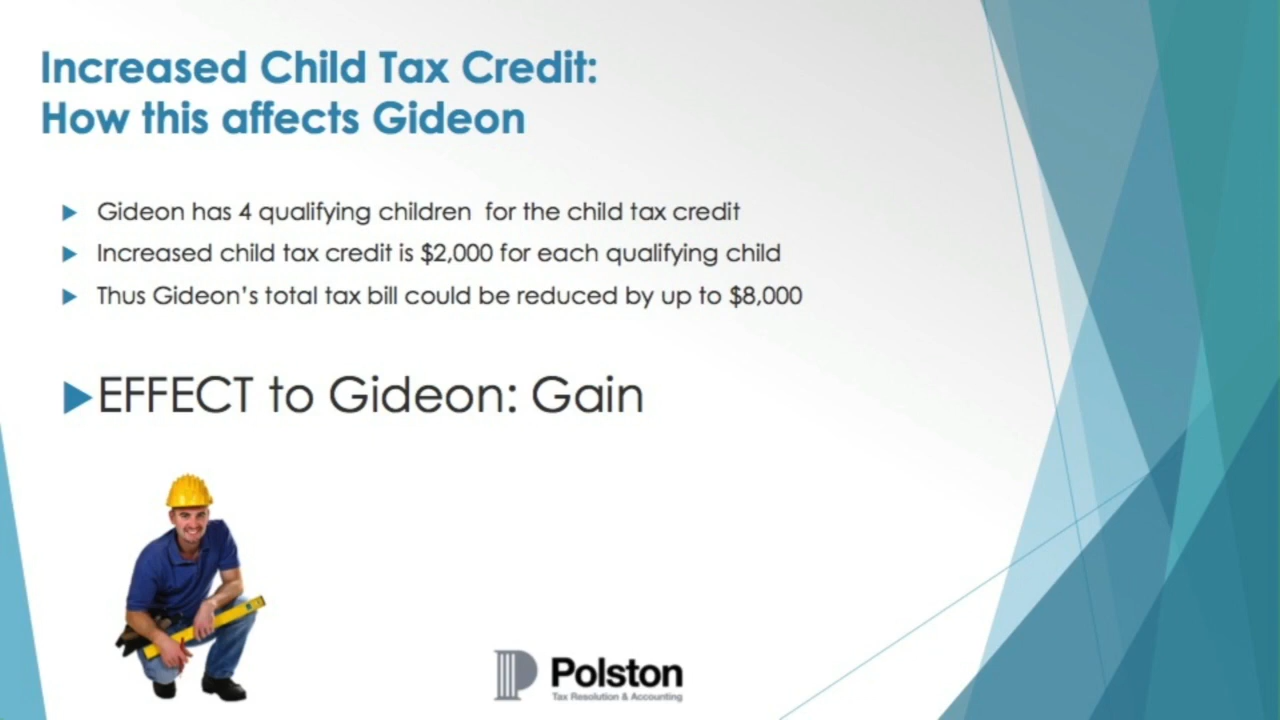 Increased Child Tax Credit:
How this affects Gideon
Gideon has 4 qualifying children for the child tax credit
Increased child tax credit is $2,000 for each qualifying child
Thus Gideon's total tax bill could be reduced by up to $8,000
EFFECT to Gideon: Gain
Polston
Tax Resolution & Accounting